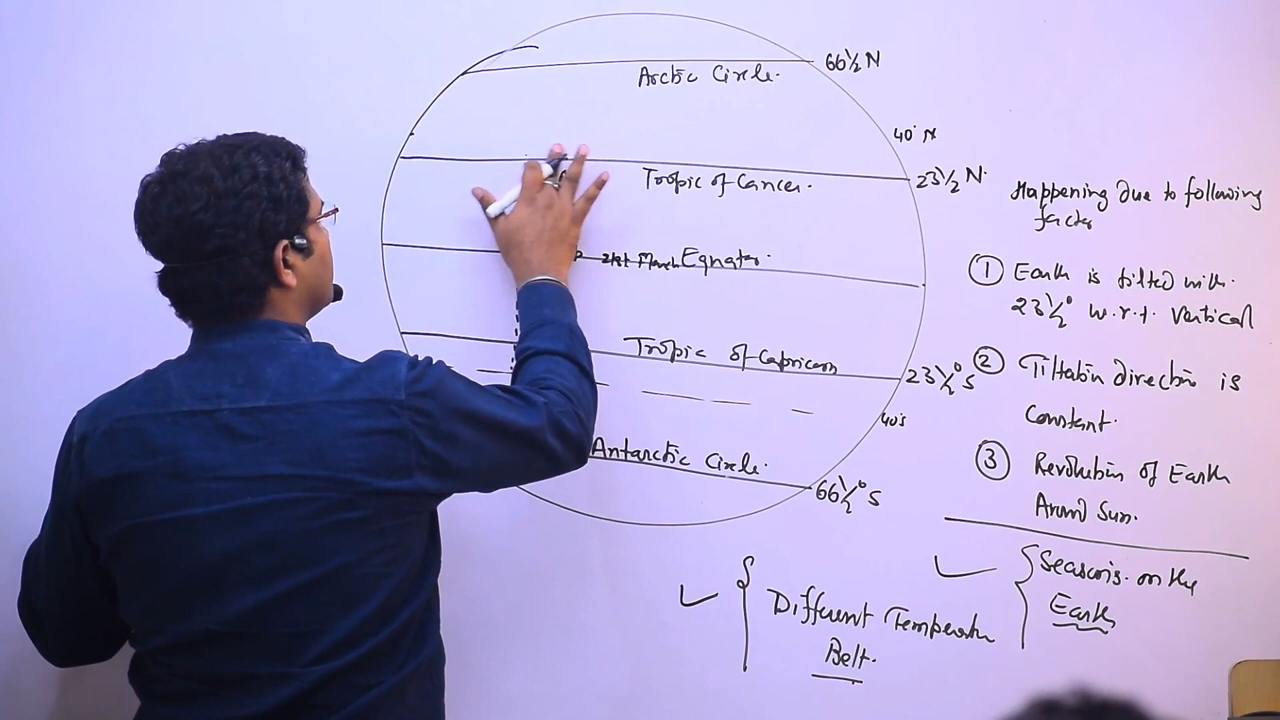 66½ N
Arctic Circle.
40° N
Tropic of Cancer.
23½ N.
Happening due to following
factor
21st March Equator.
① Earth is tilted with.
23½° w.r.t. vertical
Tropic of Capricorn
23½° S
② Tiltation direction is
Constant.
40°S
Antarctic Circle.
66½° S
③ Revolution of Earth
Around Sun.
Seasons. on the
Earth
Different Temperature
Belt.